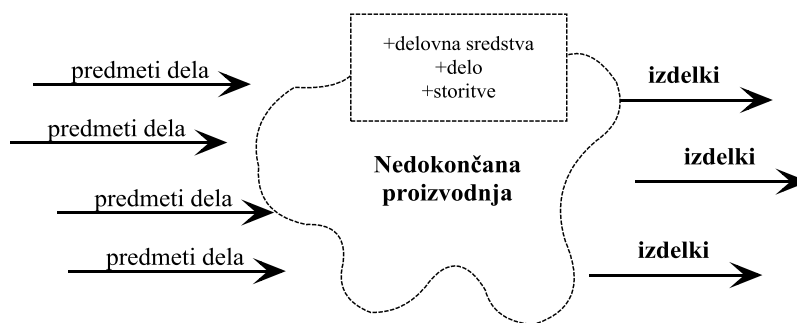 +delovna sredstva
+delo
+storitve
predmeti dela
predmeti dela
predmeti dela
predmeti dela
Nedokončana
proizvodnja
izdelki
izdelki
izdelki